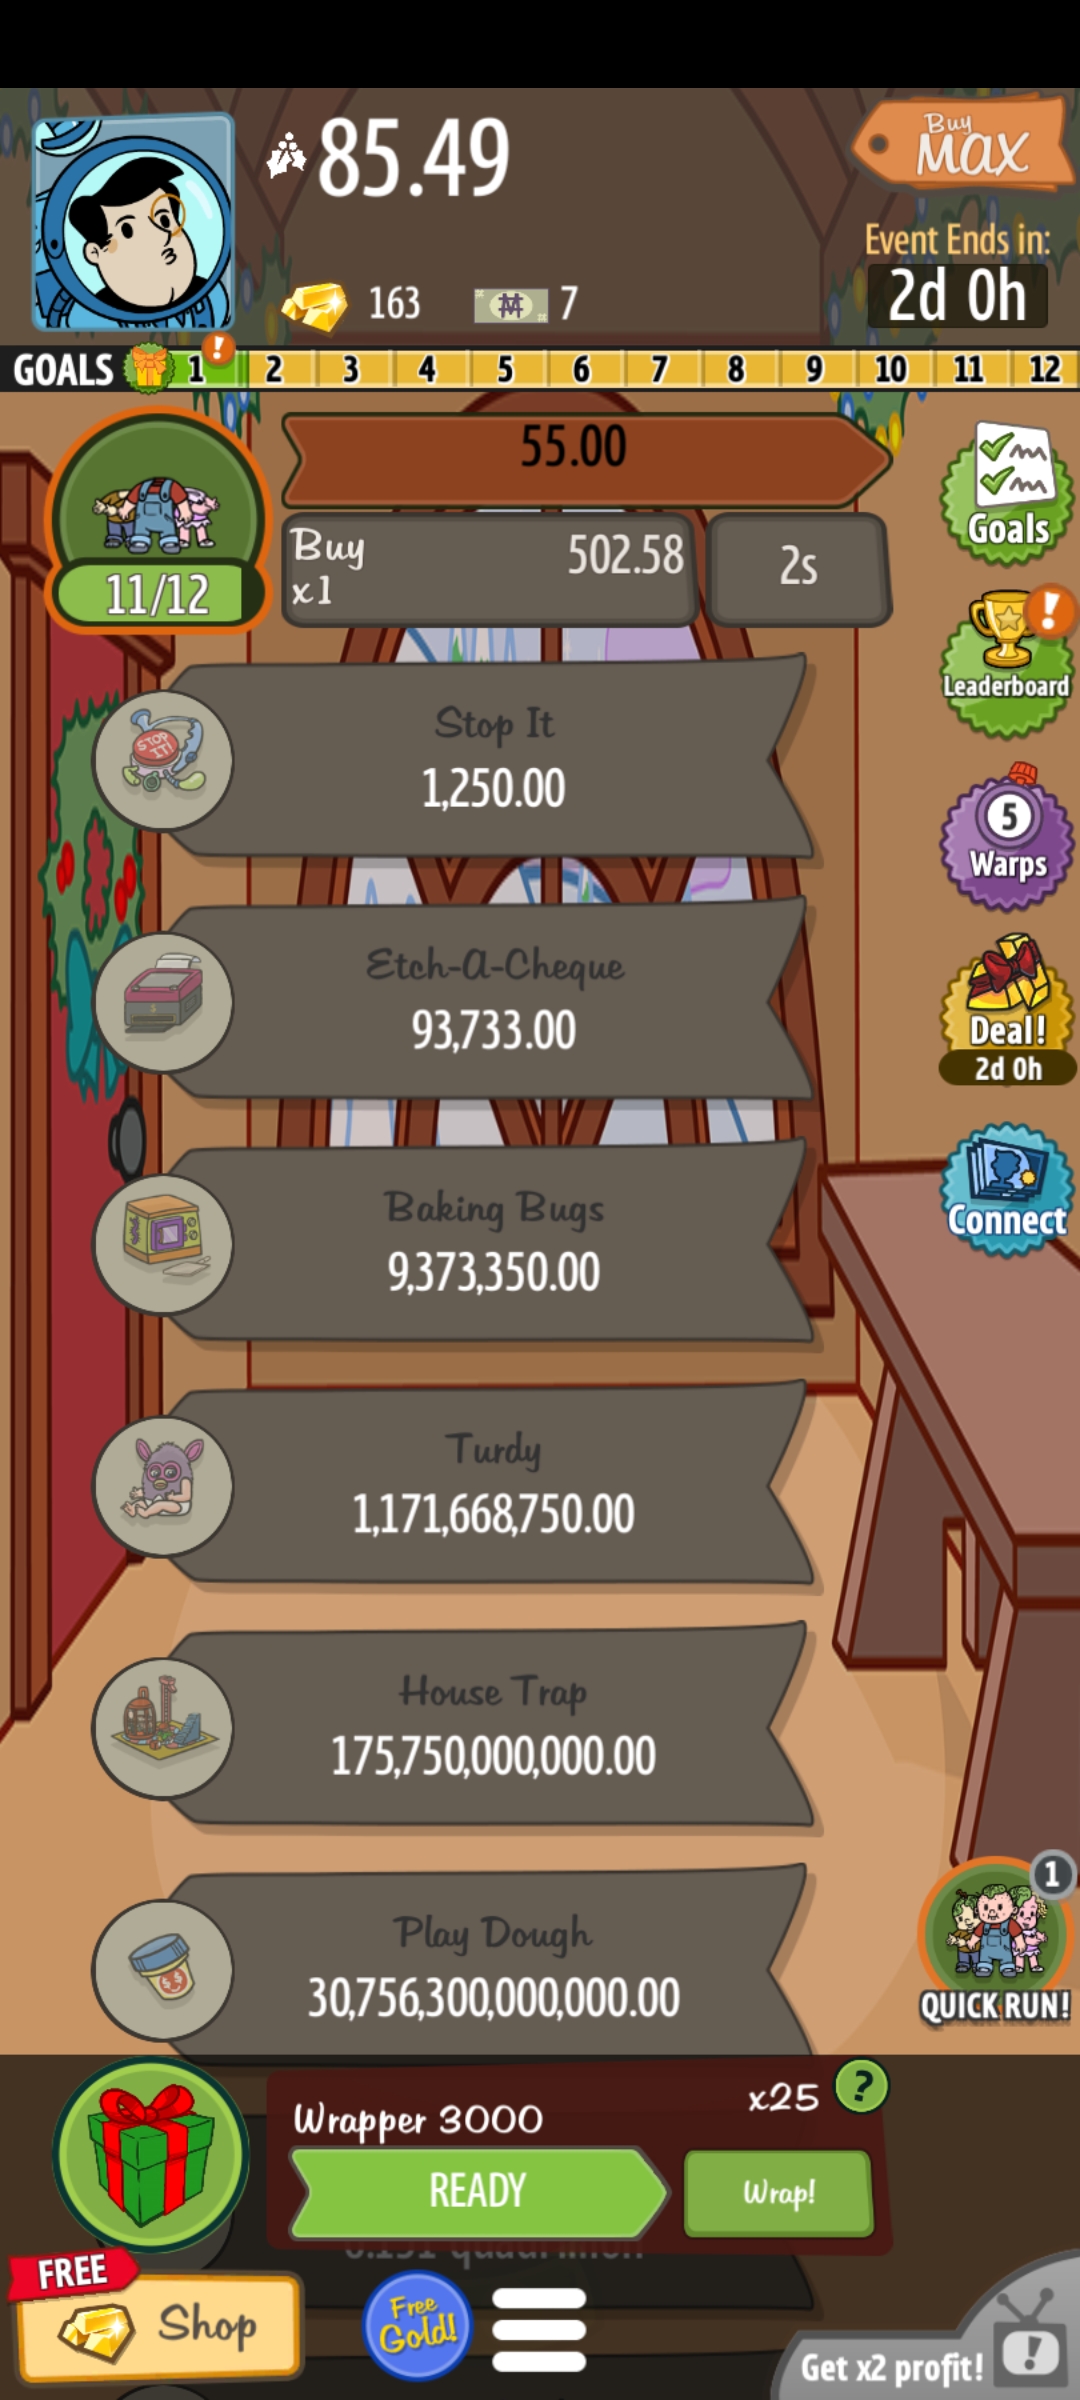 85.49
Buy
MAX
163
7
Event Ends in:
2d 0h
GOALS 1 ! 2 3 4 5 6 7 8 9 10 11 12
55.00
11/12
Buy
x1
502.58
2s
Goals
!
Leaderboard
Stop It
STOP
IT!
1,250.00
5
Warps
Etch-A-Cheque
93,733.00
Deal!
2d 0h
Baking Bugs
9,373,350.00
Connect
Turdy
1,171,668,750.00
House Trap
175,750,000,000.00
Play Dough
30,756,300,000,000.00
1
QUICK RUN!
Wrapper 3000
x25
?
READY
Wrap!
FREE
Shop
Free
Gold!
Get x2 profit!
!